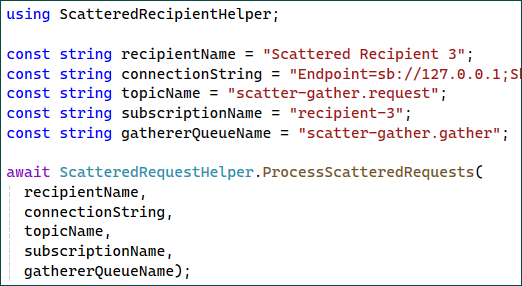 using ScatteredRecipientHelper;
const string recipientName = "Scattered Recipient 3";
const string connectionString = "Endpoint=sb://127.0.0.1;
const string topicName = "scatter-gather.request";
const string subscriptionName = "recipient-3";
const string gathererQueueName = "scatter-gather.gather";
await ScatteredRequestHelper.ProcessScatteredRequests(
recipientName,
connectionString,
topicName,
subscriptionName,
gathererQueueName);